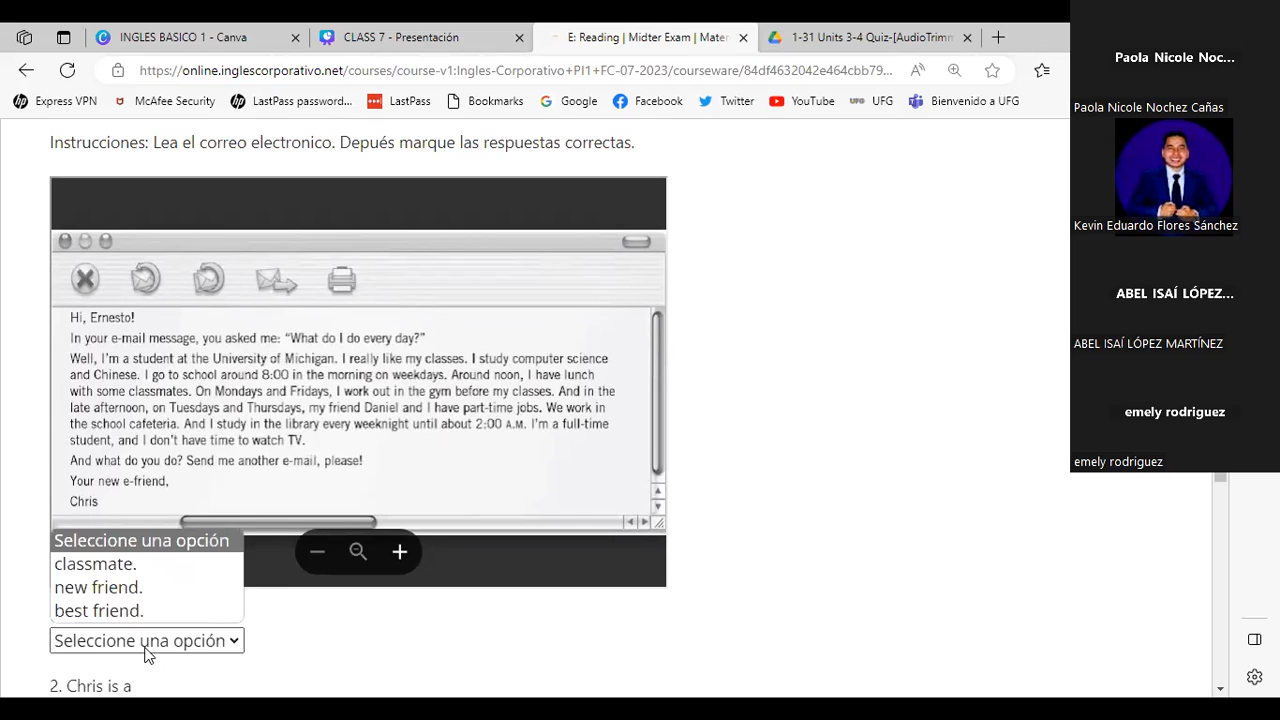 INGLES BASICO 1 - Canva
CLASS 7 - Presentación
E: Reading | Midter Exam | Mater
1-31 Units 3-4 Quiz-[AudioTrimm
https://online.inglescorporativo.net/courses/course-v1:Ingles-Corporativo+PI1+FC-07-2023/courseware/84df4632042e464cbb79...
Express VPN
McAfee Security
LastPass password...
LastPass
Bookmarks
Google
Facebook
Twitter
YouTube
UFG
Bienvenido a UFG
Instrucciones: Lea el correo electronico. Depués marque las respuestas correctas.
Hi, Ernesto!
In your e-mail message, you asked me: “What do I do every day?”
Well, I'm a student at the University of Michigan. I really like my classes. I study computer science
and Chinese. I go to school around 8:00 in the morning on weekdays. Around noon, I have lunch
with some classmates. On Mondays and Fridays, I work out in the gym before my classes. And in the
late afternoon, on Tuesdays and Thursdays, my friend Daniel and I have part-time jobs. We work in
the school cafeteria. And I study in the library every weeknight until about 2:00 A.M. I'm a full-time
student, and I don't have time to watch TV.
And what do you do? Send me another e-mail, please!
Your new e-friend,
Chris
Seleccione una opción
classmate.
new friend.
best friend.
Seleccione una opción
2. Chris is a
Paola Nicole Noc...
Paola Nicole Nochez Cañas
Kevin Eduardo Flores Sánchez
ABEL ISAÍ LÓPEZ...
ABEL ISAÍ LÓPEZ MARTÍNEZ
emely rodriguez
emely rodriguez